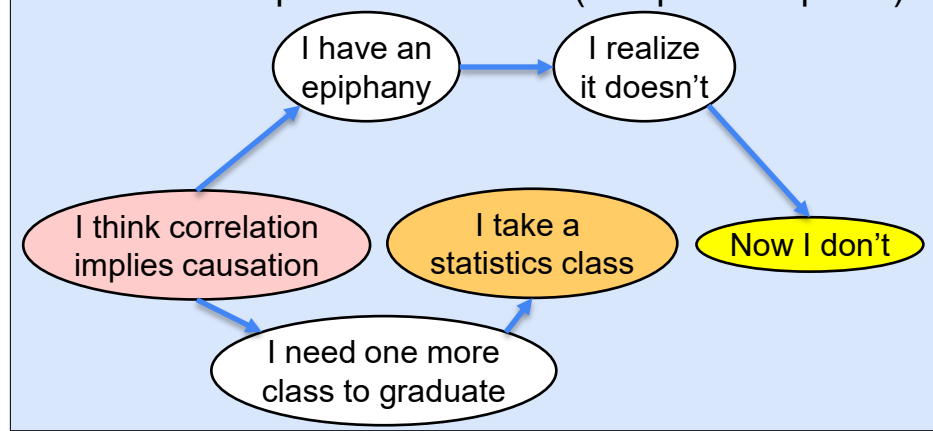 I have an
epiphany
I realize
it doesn't
I think correlation
implies causation
I take a
statistics class
Now I don't
I need one more
class to graduate